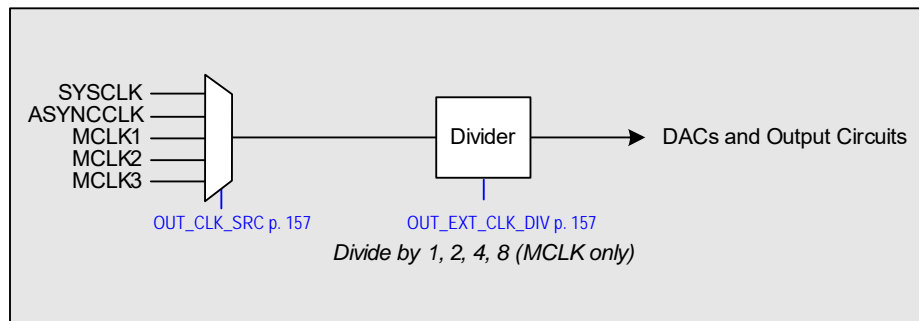 SYSCLK
ASYNCCLK
MCLK1
MCLK2
MCLK3
Divider
DACs and Output Circuits
OUT_CLK_SRC p. 157
OUT_EXT_CLK_DIV p. 157
Divide by 1, 2, 4, 8 (MCLK only)